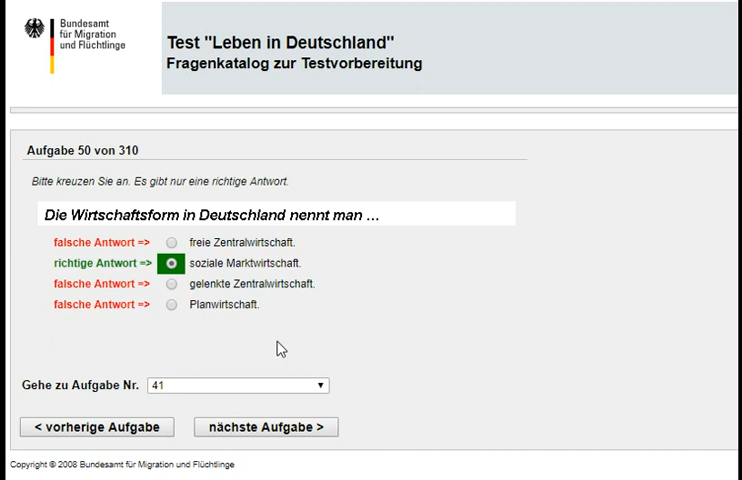 Bundesamt
für Migration
und Flüchtlinge
Test "Leben in Deutschland"
Fragenkatalog zur Testvorbereitung
Aufgabe 50 von 310
Bitte kreuzen Sie an. Es gibt nur eine richtige Antwort.
Die Wirtschaftsform in Deutschland nennt man ...
falsche Antwort => freie Zentralwirtschaft.
richtige Antwort => soziale Marktwirtschaft.
falsche Antwort => gelenkte Zentralwirtschaft.
falsche Antwort => Planwirtschaft.
Gehe zu Aufgabe Nr. 41
< vorherige Aufgabe nächste Aufgabe >
Copyright © 2008 Bundesamt für Migration und Flüchtlinge